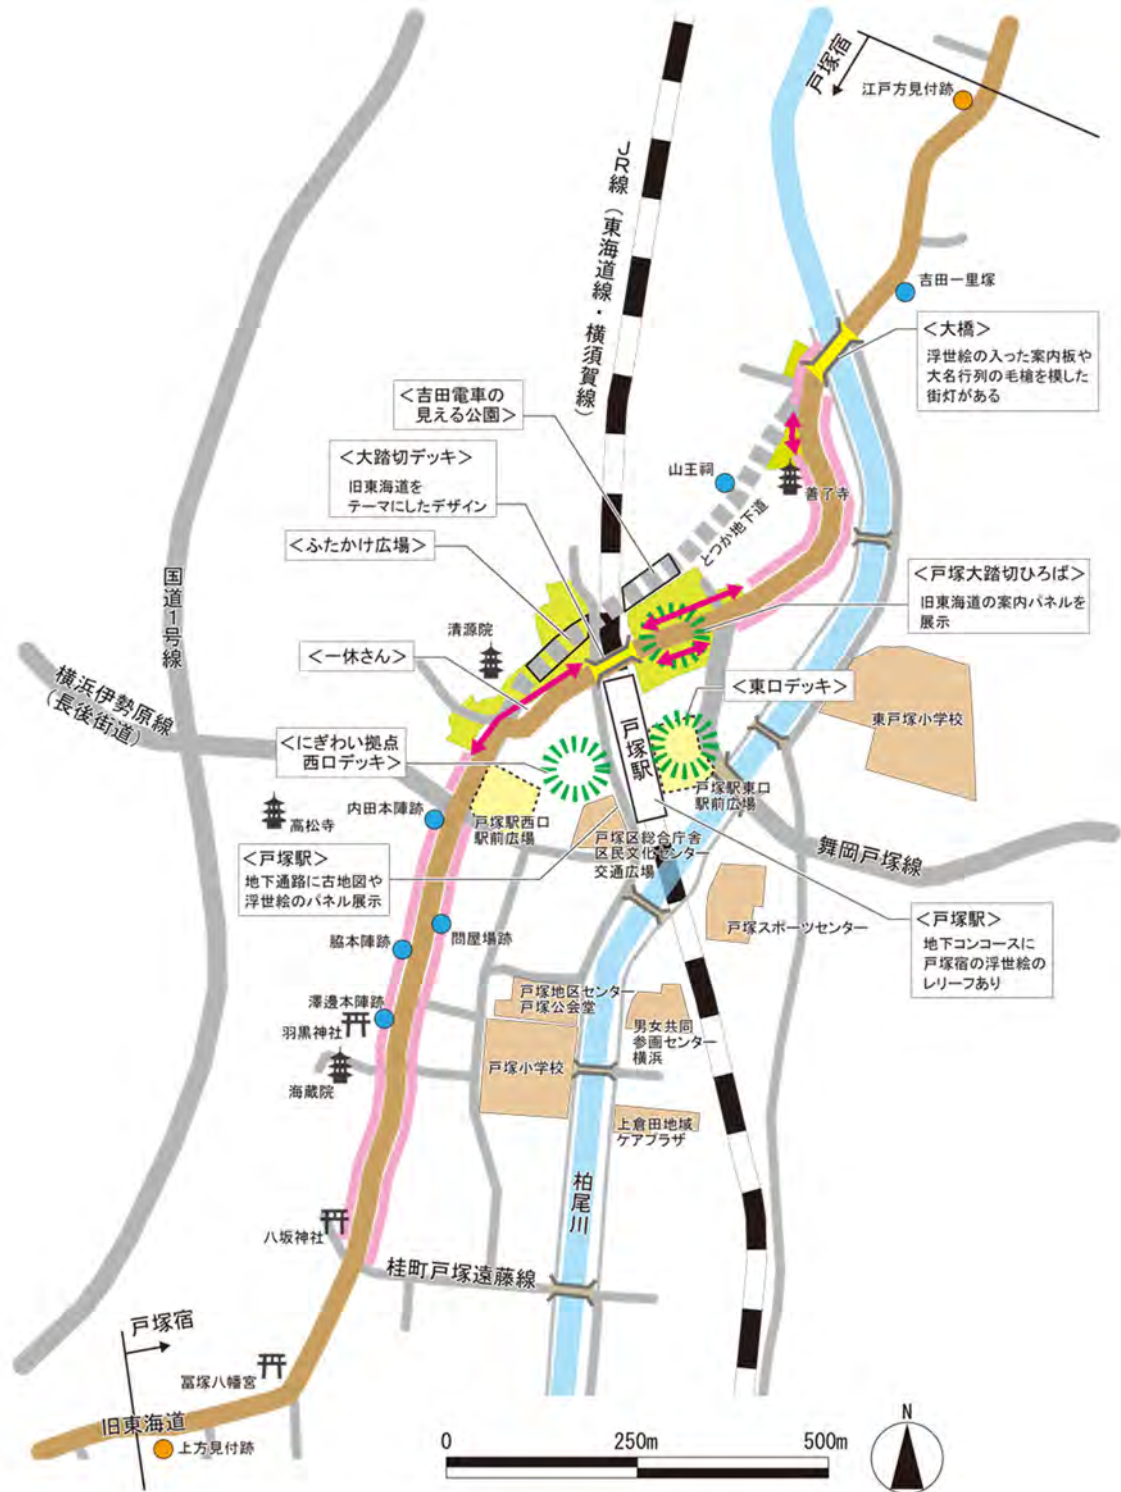 戸塚宿
江戸方見付跡
JR線（東海道線・横須賀線）
吉田一里塚
＜大橋＞
浮世絵の入った案内板や
大名行列の毛槍を模した
街灯がある
＜吉田電車の
見える公園＞
＜大踏切デッキ＞
旧東海道を
テーマにしたデザイン
山王祠
善了寺
とつか地下道
＜ふたかけ広場＞
国道1号線
＜戸塚大踏切ひろば＞
旧東海道の案内パネルを
展示
清源院
＜一休さん＞
横浜伊勢原線
（長後街道）
＜東口デッキ＞
東戸塚小学校
＜にぎわい拠点
西口デッキ＞
戸塚駅
戸塚駅東口
駅前広場
内田本陣跡
高松寺
戸塚駅西口
駅前広場
戸塚区総合庁舎
区民文化センター
交通広場
舞岡戸塚線
＜戸塚駅＞
地下通路に古地図や
浮世絵のパネル展示
脇本陣跡
問屋場跡
戸塚スポーツセンター
＜戸塚駅＞
地下コンコースに
戸塚宿の浮世絵の
レリーフあり
澤邊本陣跡
羽黒神社
戸塚地区センター
戸塚公会堂
男女共同
参画センター
横浜
海蔵院
戸塚小学校
上倉田地域
ケアプラザ
柏尾川
八坂神社
桂町戸塚遠藤線
戸塚宿
冨塚八幡宮
旧東海道
上方見付跡
0 250m 500m
N